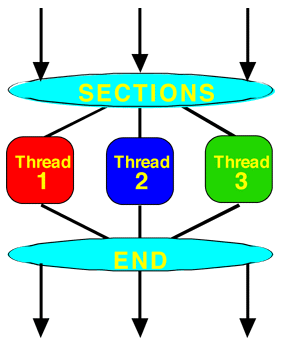 SECTIONS
Thread
1
Thread
2
Thread
3
END